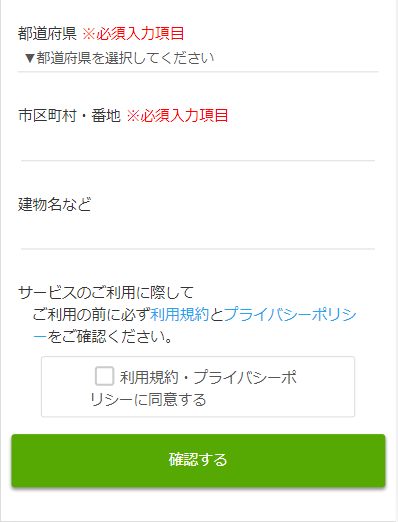 都道府県 ※必須入力項目
▼都道府県を選択してください
市区町村・番地 ※必須入力項目
建物名など
サービスのご利用に際して
ご利用の前に必ず利用規約とプライバシーポリシ
ーをご確認ください。
利用規約・プライバシーポ
リシーに同意する
確認する